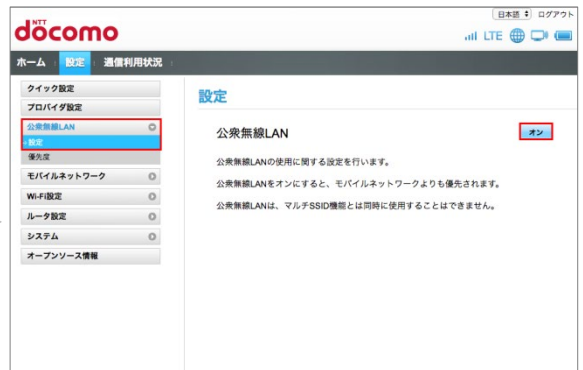 日本語 ログアウト
NTT
docomo
LTE
ホーム 設定 通信利用状況
クイック設定
プロバイダ設定
公衆無線LAN
設定
優先度
モバイルネットワーク
Wi-Fi設定
ルータ設定
システム
オープンソース情報
設定
公衆無線LAN
オン
公衆無線LANの使用に関する設定を行います。
公衆無線LANをオンにすると、モバイルネットワークよりも優先されます。
公衆無線LANは、マルチSSID機能とは同時に使用することはできません。